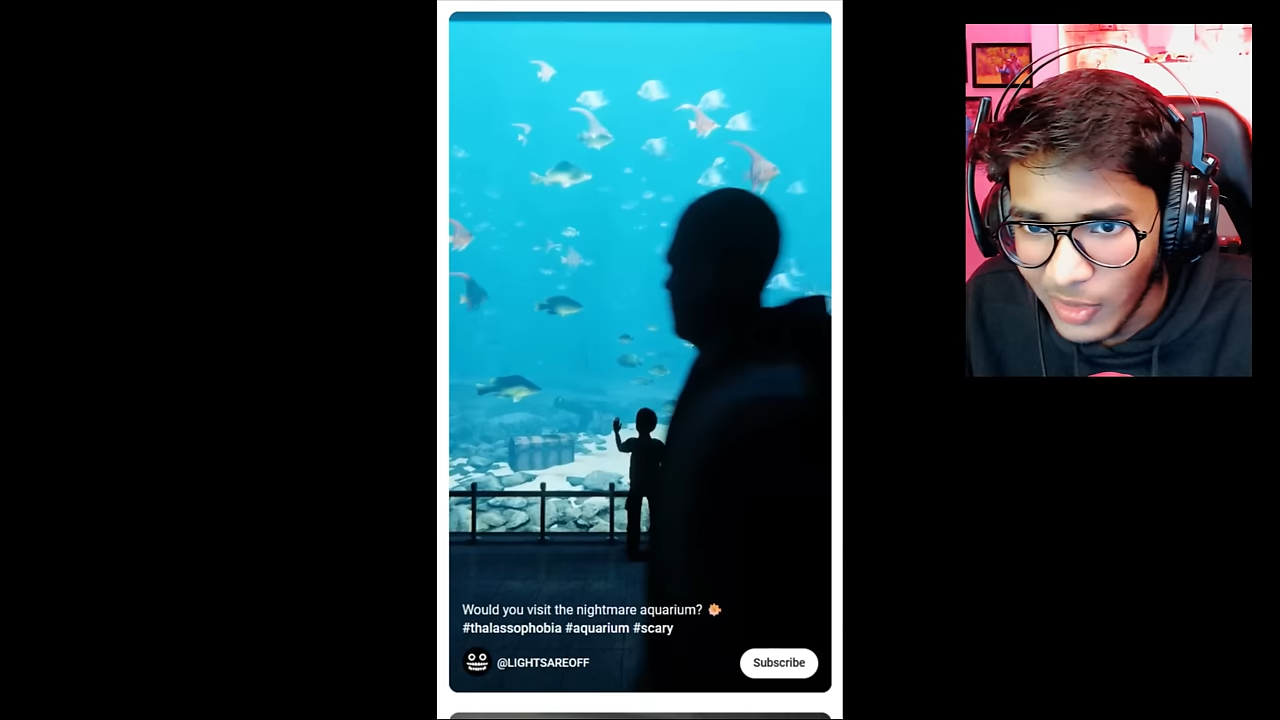 Would you visit the nightmare aquarium?
#thalassophobia #aquarium #scary
@LIGHTSAREOFF
Subscribe